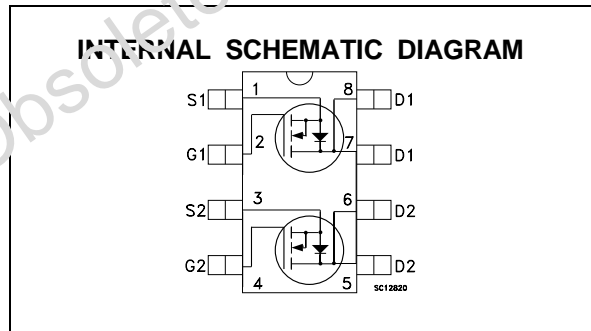 Obsolete
INTERNAL SCHEMATIC DIAGRAM
S1 1 8 D1
G1 2 7 D1
S2 3 6 D2
G2 4 5 D2
SC12820